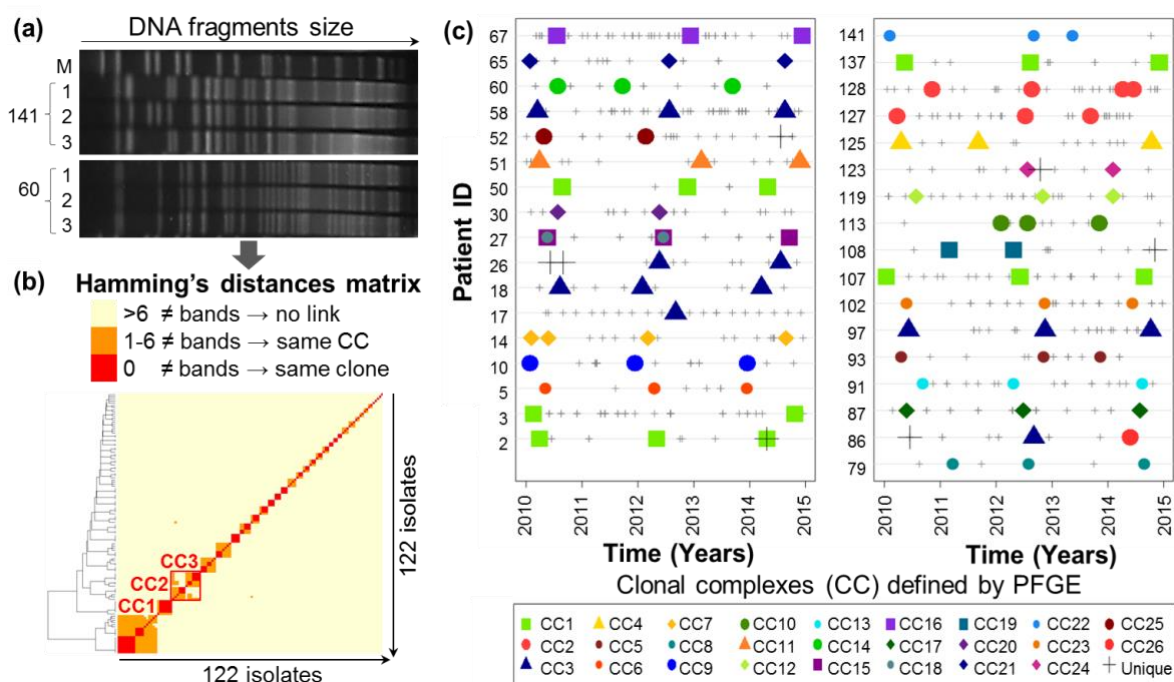 (a)
DNA fragments size
M
1
141
2
3
1
60
2
3
(b)
Hamming's distances matrix
>6 ≠ bands → no link
1-6 ≠ bands → same CC
0 ≠ bands → same clone
CC3
CC2
CC1
122 isolates
122 isolates
(c)
Patient ID
67
65
60
58
52
51
50
30
27
26
18
17
14
10
5
3
2
2010
2011
2012
2013
2014
2015
Time (Years)
141
137
128
127
125
123
119
113
108
107
102
97
93
91
87
86
79
2010
2011
2012
2013
2014
2015
Time (Years)
Clonal complexes (CC) defined by PFGE
CC1 CC4 CC7 CC10 CC13 CC16 CC19 CC22 CC25
CC2 CC5 CC8 CC11 CC14 CC17 CC20 CC23 CC26
CC3 CC6 CC9 CC12 CC15 CC18 CC21 CC24 Unique